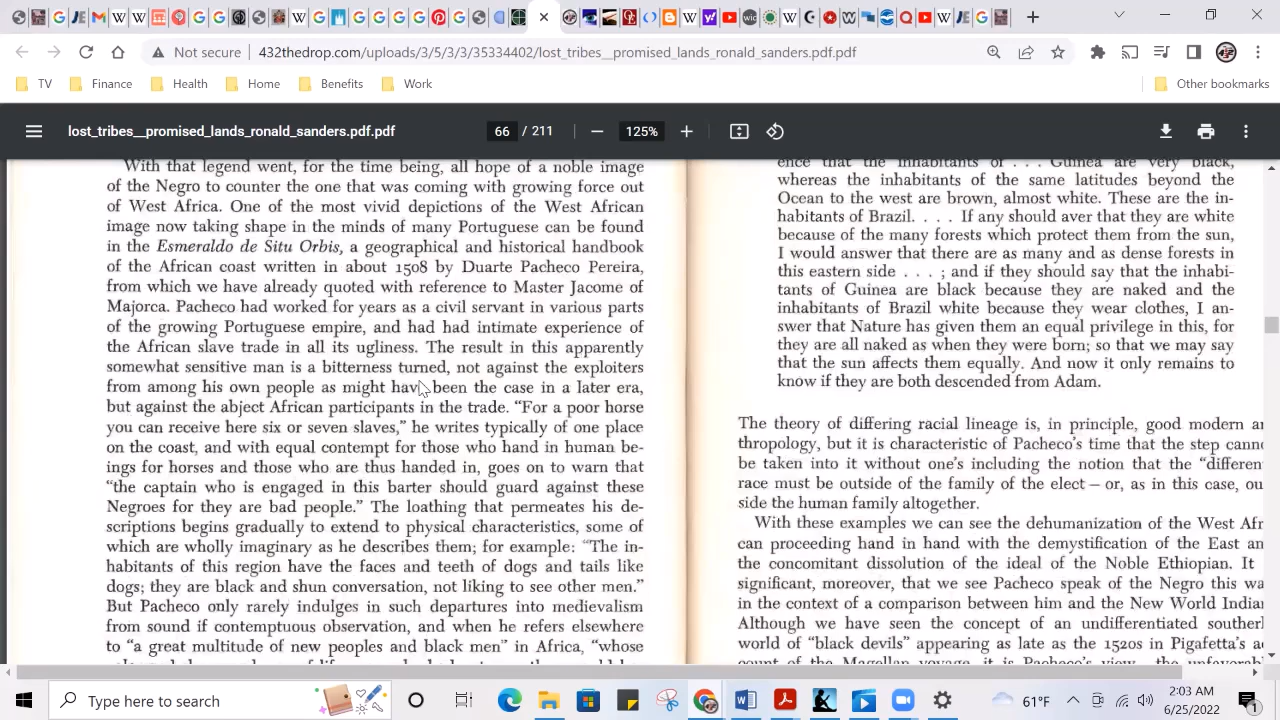 Not secure
432thedrop.com/uploads/3/5/3/3/35334402/lost_tribes__promised_lands_ronald_sanders.pdf.pdf
TV
Finance
Health
Home
Benefits
Work
Other bookmarks
lost_tribes__promised_lands_ronald_sanders.pdf.pdf
66 / 211
125%
With that legend went, for the time being, all hope of a noble image
of the Negro to counter the one that was coming with growing force out
of West Africa. One of the most vivid depictions of the West African
image now taking shape in the minds of many Portuguese can be found
in the Esmeraldo de Situ Orbis, a geographical and historical handbook
of the African coast written in about 1508 by Duarte Pacheco Pereira,
from which we have already quoted with reference to Master Jacome of
Majorca. Pacheco had worked for years as a civil servant in various parts
of the growing Portuguese empire, and had had intimate experience of
the African slave trade in all its ugliness. The result in this apparently
somewhat sensitive man is a bitterness turned, not against the exploiters
from among his own people as might have been the case in a later era,
but against the abject African participants in the trade. "For a poor horse
you can receive here six or seven slaves," he writes typically of one place
on the coast, and with equal contempt for those who hand in human be-
ings for horses and those who are thus handed in, goes on to warn that
"the captain who is engaged in this barter should guard against these
Negroes for they are bad people." The loathing that permeates his de-
scriptions begins gradually to extend to physical characteristics, some of
which are wholly imaginary as he describes them; for example: "The in-
habitants of this region have the faces and teeth of dogs and tails like
dogs; they are black and shun conversation, not liking to see other men."
But Pacheco only rarely indulges in such departures into medievalism
from sound if contemptuous observation, and when he refers elsewhere
to "a great multitude of new peoples and black men" in Africa, "whose
ence that the inhabitants of . . . Guinea are very black,
whereas the inhabitants of the same latitudes beyond the
Ocean to the west are brown, almost white. These are the in-
habitants of Brazil. . . . If any should aver that they are white
because of the many forests which protect them from the sun,
I would answer that there are as many and as dense forests in
this eastern side . . . ; and if they should say that the inhabi-
tants of Guinea are black because they are naked and the
inhabitants of Brazil white because they wear clothes, I an-
swer that Nature has given them an equal privilege in this, for
they are all naked as when they were born; so that we may say
that the sun affects them equally. And now it only remains to
know if they are both descended from Adam.
The theory of differing racial lineage is, in principle, good modern an
thropology, but it is characteristic of Pacheco's time that the step canno
be taken into it without one's including the notion that the "differen
race must be outside of the family of the elect – or, as in this case, ou
side the human family altogether.
With these examples we can see the dehumanization of the West Afr
can proceeding hand in hand with the demystification of the East an
the concomitant dissolution of the ideal of the Noble Ethiopian. It
significant, moreover, that we see Pacheco speak of the Negro this wa
in the context of a comparison between him and the New World Indian
Although we have seen the concept of an undifferentiated souther
world of "black devils" appearing as late as the 1520s in Pigafetta's ac
count of the Magellan voyage, it is Pacheco's view
Type here to search
61°F
2:03 AM
6/25/2022